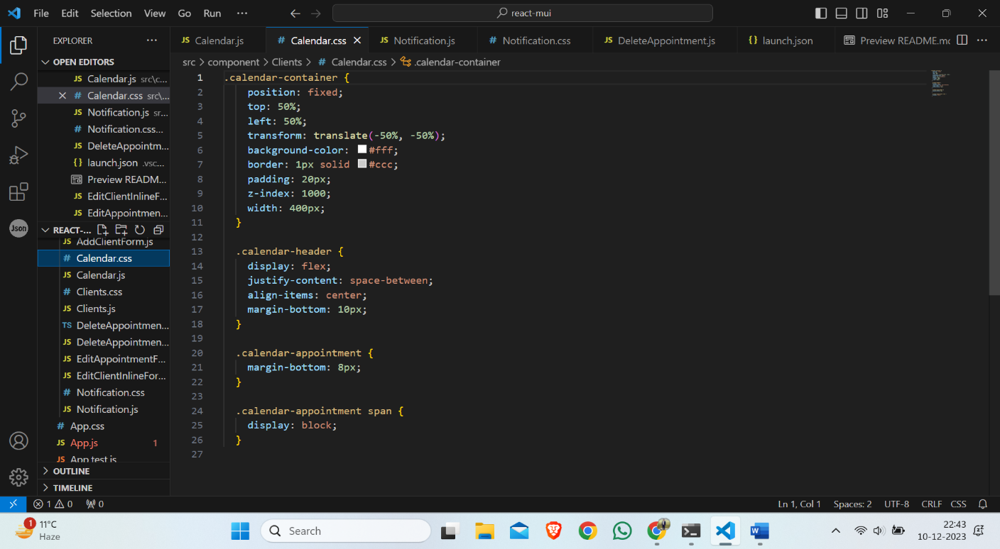 File Edit Selection View Go Run ···
react-mui
EXPLORER ···
OPEN EDITORS
JS Calendar.js src\c...
# Calendar.css src\...
JS Notification.js sr...
# Notification.css...
JS DeleteAppointm...
{} launch.json .vsc...
Preview READM...
JS EditClientInlineF...
JS EditAppointmen...
REACT-...
JS AddClientForm.js
# Calendar.css
JS Calendar.js
# Clients.css
JS Clients.js
TS DeleteAppointmen...
JS DeleteAppointmen...
JS EditAppointmentF...
JS EditClientInlineFor...
# Notification.css
JS Notification.js
# App.css
JS App.js 1
JS App.test.js
OUTLINE
TIMELINE
Json
JS Calendar.js # Calendar.css JS Notification.js # Notification.css JS DeleteAppointment.js {} launch.json Preview README.mc ···
src > component > Clients > # Calendar.css > .calendar-container
1 .calendar-container {
2 position: fixed;
3 top: 50%;
4 left: 50%;
5 transform: translate(-50%, -50%);
6 background-color: #fff;
7 border: 1px solid #ccc;
8 padding: 20px;
9 z-index: 1000;
10 width: 400px;
11 }
12
13 .calendar-header {
14 display: flex;
15 justify-content: space-between;
16 align-items: center;
17 margin-bottom: 10px;
18 }
19
20 .calendar-appointment {
21 margin-bottom: 8px;
22 }
23
24 .calendar-appointment span {
25 display: block;
26 }
27
1 0 0 Ln 1, Col 1 Spaces: 2 UTF-8 CRLF CSS
1 11°C
Haze
Search
22:43
10-12-2023